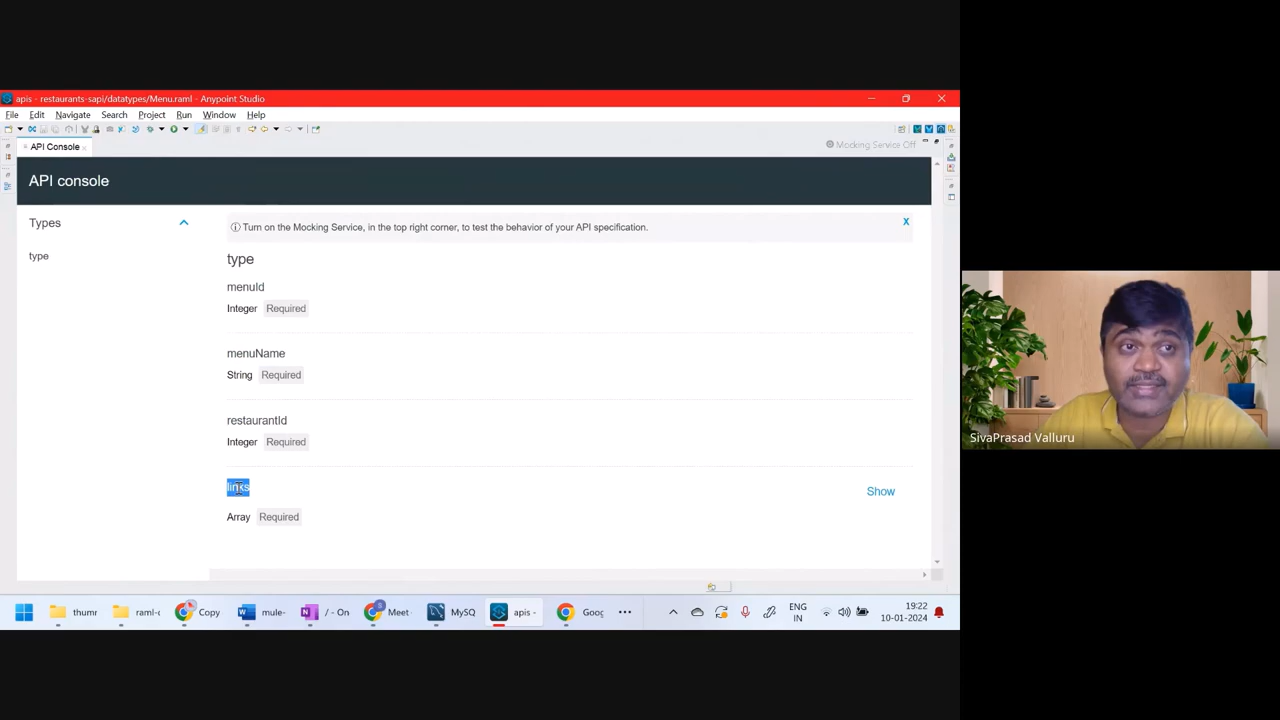 apis - restaurants-sapi/datatypes/Menu.raml - Anypoint Studio
File Edit Navigate Search Project Run Window Help
API Console
Mocking Service Off
API console
Types
type
Turn on the Mocking Service, in the top right corner, to test the behavior of your API specification.
X
type
menuId
Integer Required
menuName
String Required
restaurantId
Integer Required
links
Show
Array Required
SivaPrasad Valluru
thumr
raml-c
Copy
mule-
/ - On
Meet
MySQ
apis -
Goog
ENG
IN
19:22
10-01-2024